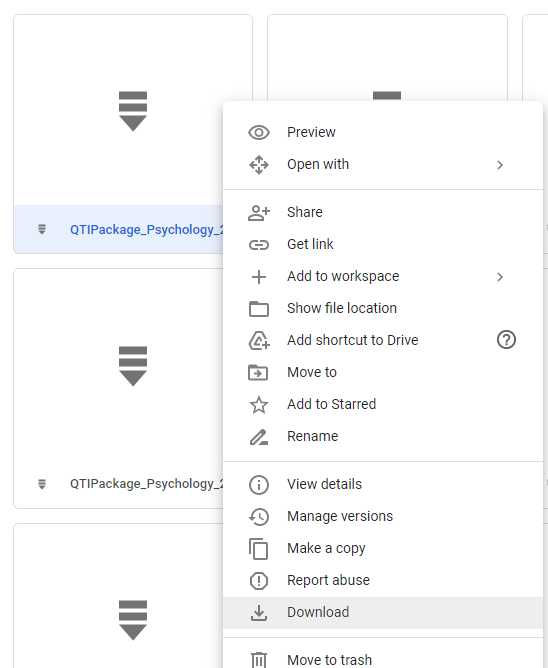 QTIPackage_Psychology_2
QTIPackage_Psychology_2
Preview
Open with
Share
Get link
Add to workspace
Show file location
Add shortcut to Drive
Move to
Add to Starred
Rename
View details
Manage versions
Make a copy
Report abuse
Download
Move to trash